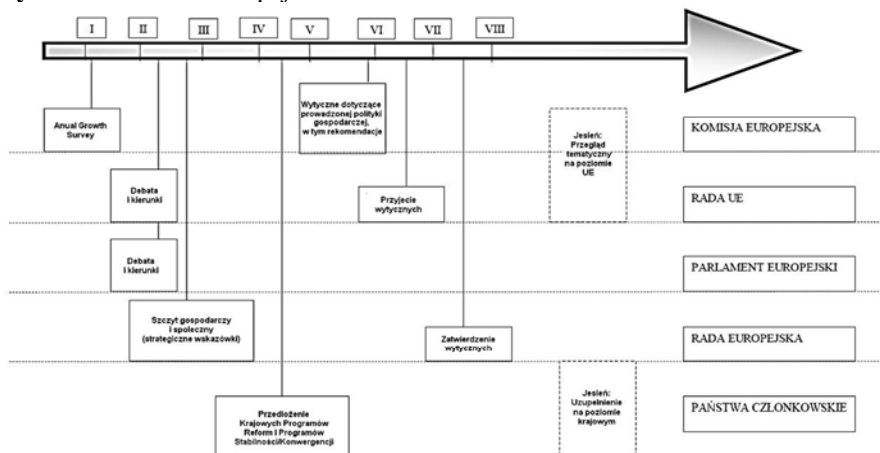 I II III IV V VI VII VIII
Anual Growth
Survey
Wytyczne dotyczące
prowadzonej polityki
gospodarczej,
w tym rekomendacje
Jesień:
Przegląd
tematyczny
na poziomie
UE
KOMISJA EUROPEJSKA
Debata
I kierunki
Przyjęcie
wytycznych
RADA UE
Debata
I kierunki
PARLAMENT EUROPEJSKI
Szczyt gospodarczy
i społeczny
(strategiczne wskazówki)
Zatwierdzenie
wytycznych
RADA EUROPEJSKA
Przedłożenie
Krajowych Programów
Reform I Programów
Stabilności/Konwergencji
Jesień:
Uzupełnienie
na poziomie
krajowym
PAŃSTWA CZŁONKOWSKIE